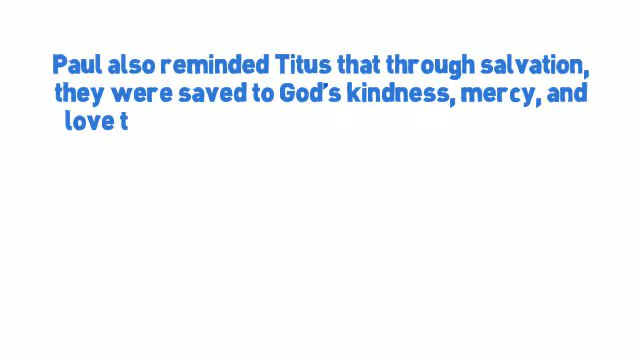 Paul also reminded Titus that through salvation,
they were saved to God's kindness, mercy, and
love t